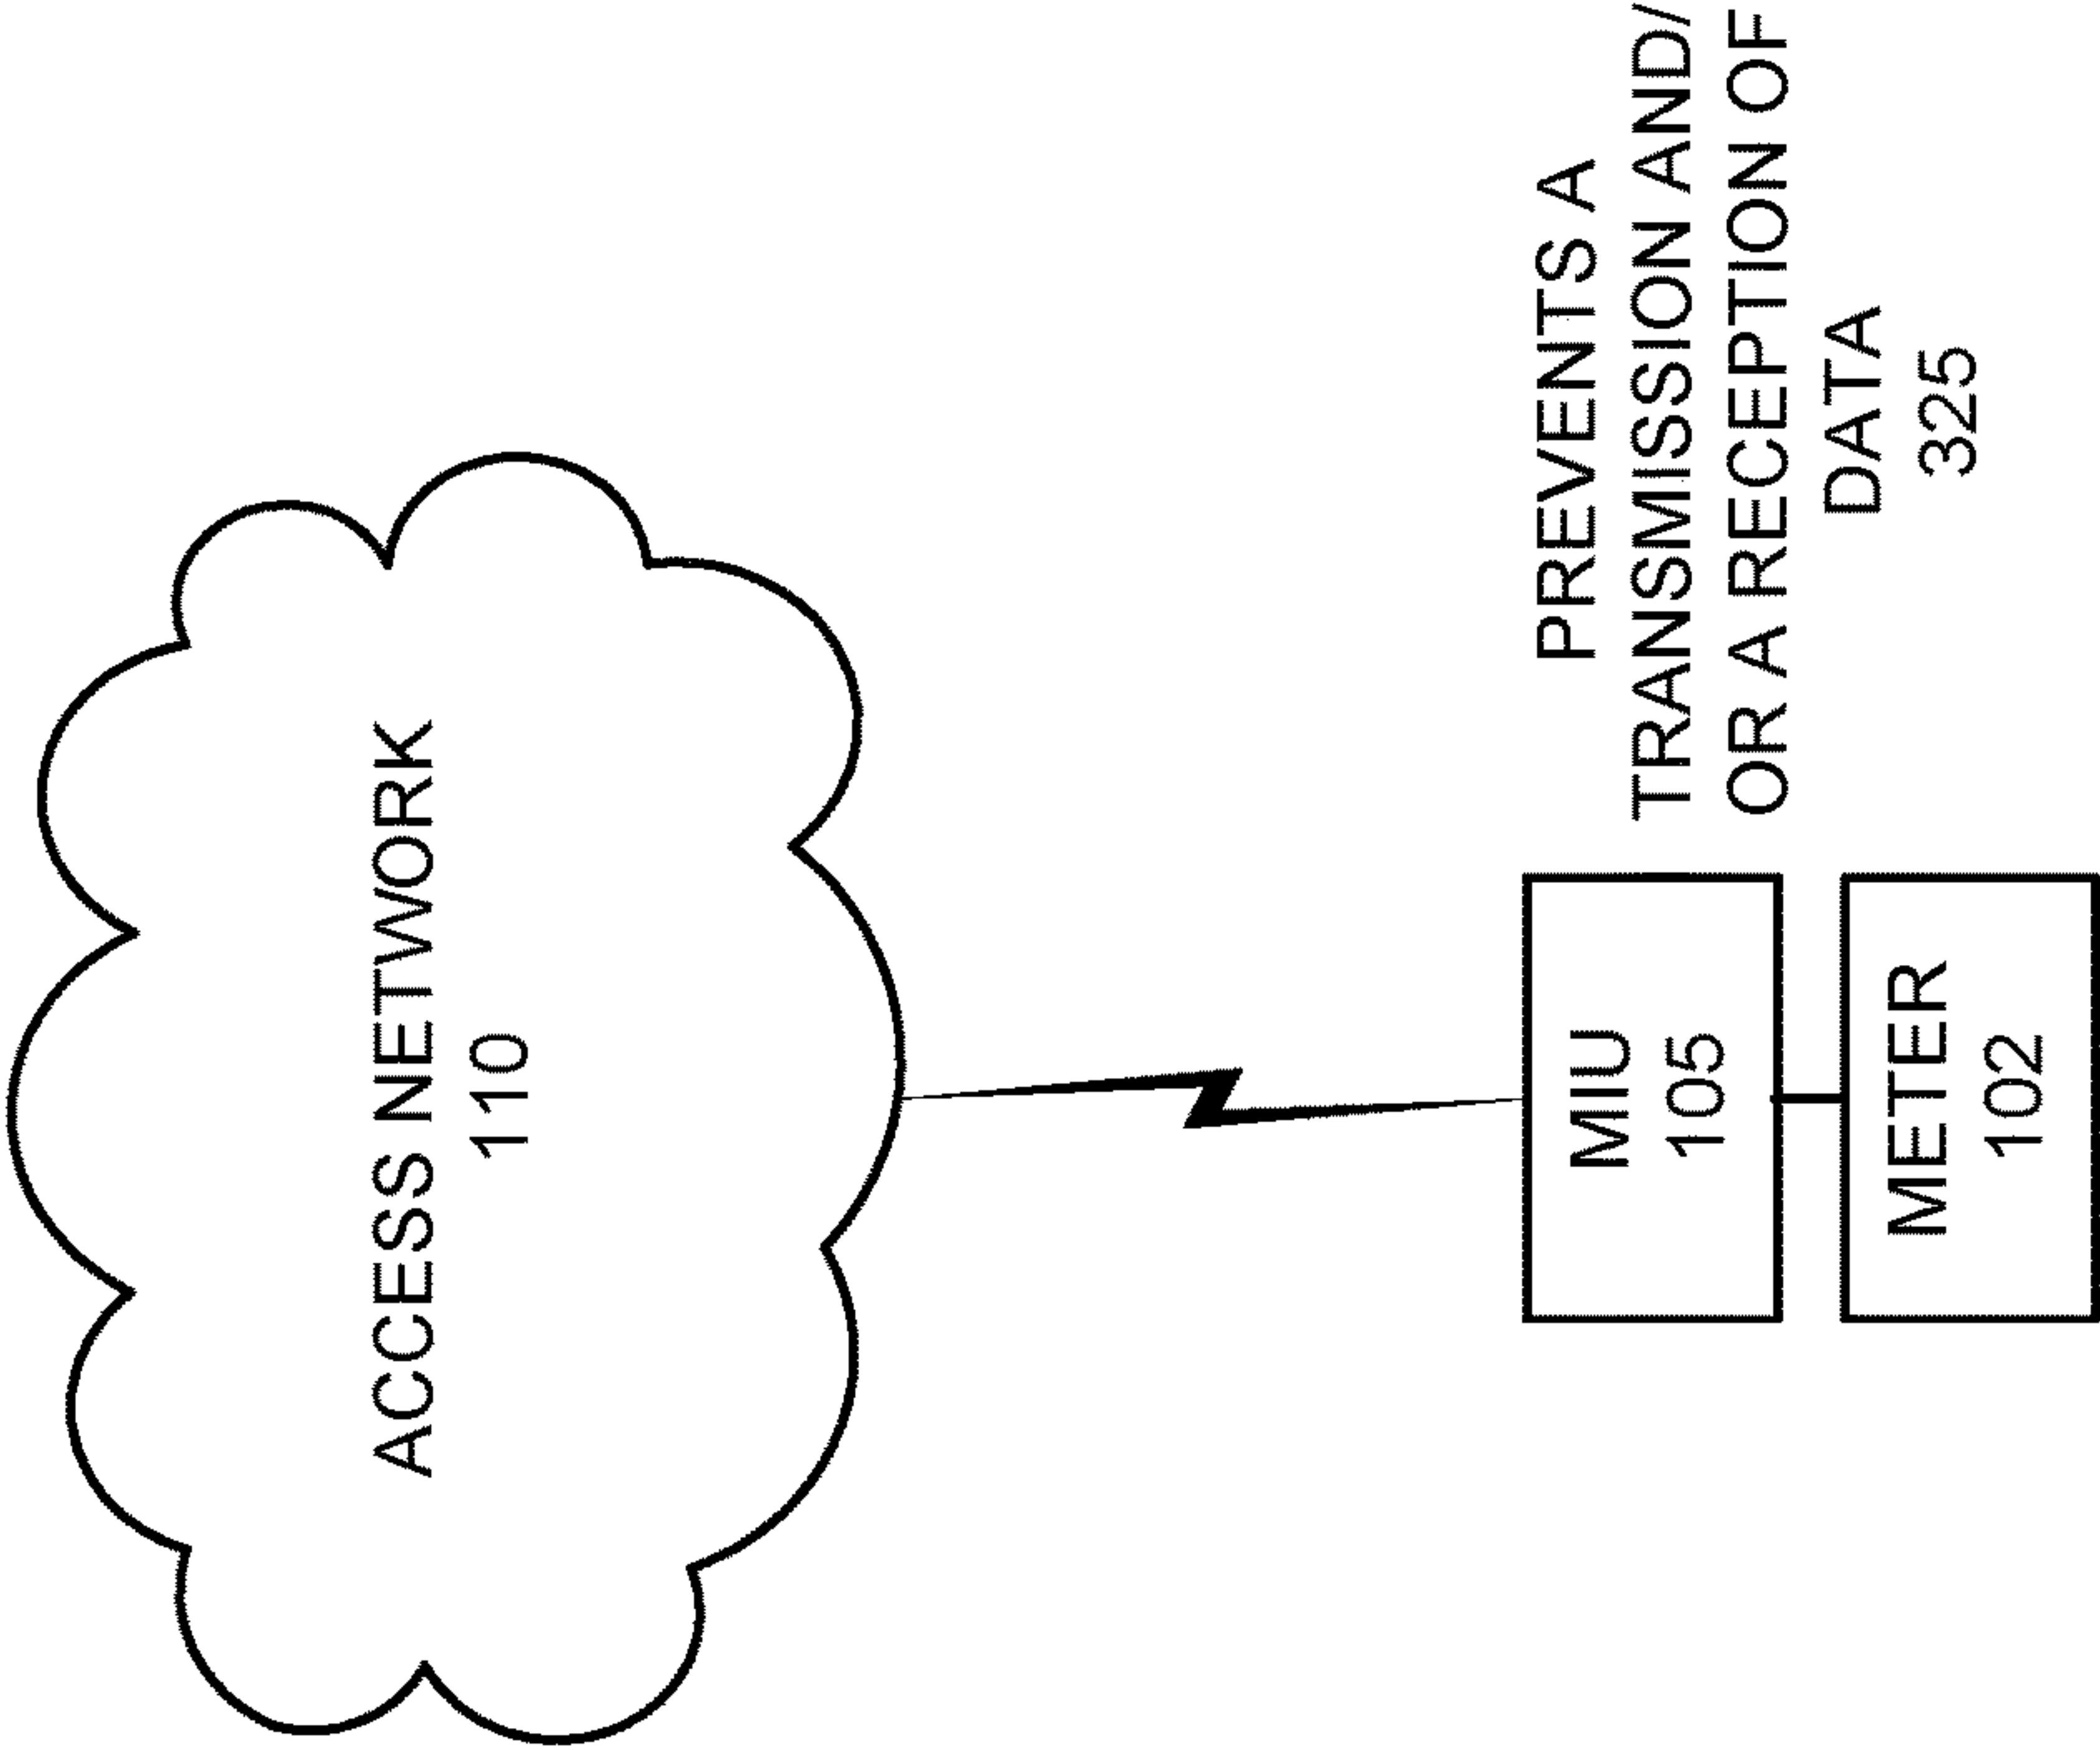 ACCESS NETWORK
110
MIU
105
METER
102
PREVENTS A
TRANSMISSION AND/
OR A RECEPTION OF
DATA
325